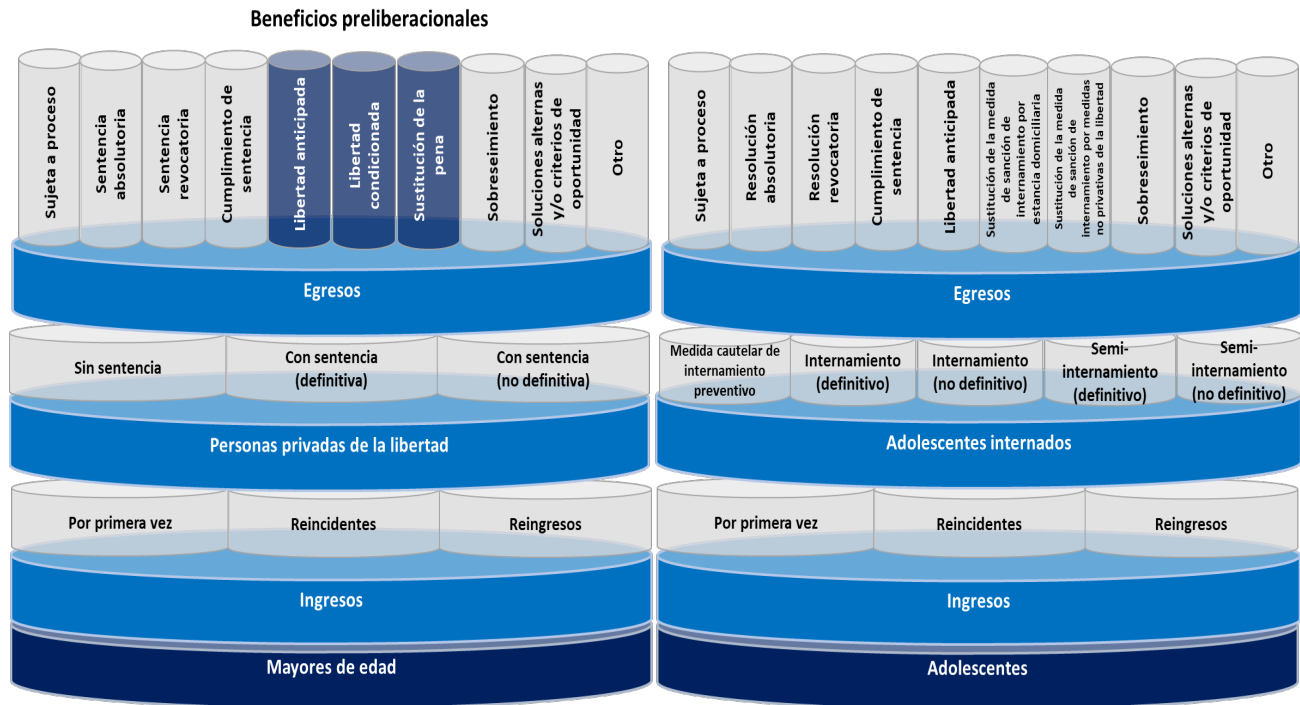 Beneficios preliberacionales
Sujeta a proceso
Sentencia
absolutoria
Sentencia
revocatoria
Cumplimiento de
sentencia
Libertad anticipada
Libertad
condicionada
Sustitución de la
pena
Sobreseimiento
Soluciones alternas
y/o criterios de
oportunidad
Otro
Egresos
Sin sentencia
Con sentencia
(definitiva)
Con sentencia
(no definitiva)
Personas privadas de la libertad
Por primera vez
Reincidentes
Reingresos
Ingresos
Mayores de edad
Sujeta a proceso
Resolución
absolutoria
Resolución
revocatoria
Cumplimiento de
sentencia
Libertad anticipada
Sustitución de la medida
de sanción de
internamiento por
estancia domiciliaria
Sustitución de la medida
de sanción de
internamiento por medidas
no privativas de la libertad
Sobreseimiento
Soluciones alternas
y/o criterios de
oportunidad
Otro
Egresos
Medida cautelar de
internamiento
preventivo
Internamiento
(definitivo)
Internamiento
(no definitivo)
Semi-
internamiento
(definitivo)
Semi-
internamiento
(no definitivo)
Adolescentes internados
Por primera vez
Reincidentes
Reingresos
Ingresos
Adolescentes